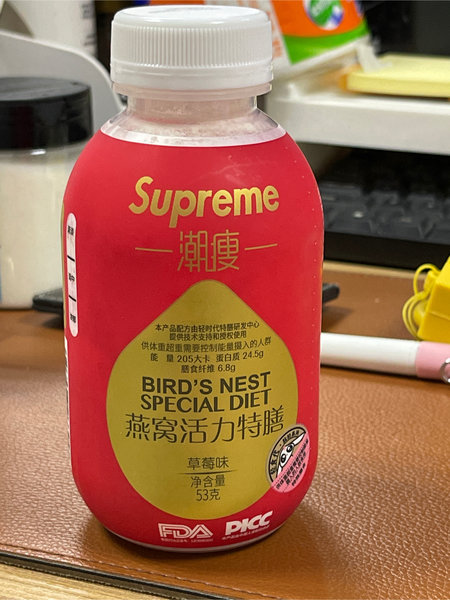 Supreme
潮瘦
本产品配方由轻时代特膳研发中心
提供技术支持和授权使用
供体重超重需要控制能量摄入的人群
能 量 205大卡 蛋白质 24.5g
膳食纤维 6.8g
BIRD'S NEST
SPECIAL DIET
燕窝活力特膳
草莓味
净含量
53克
FDA PICC